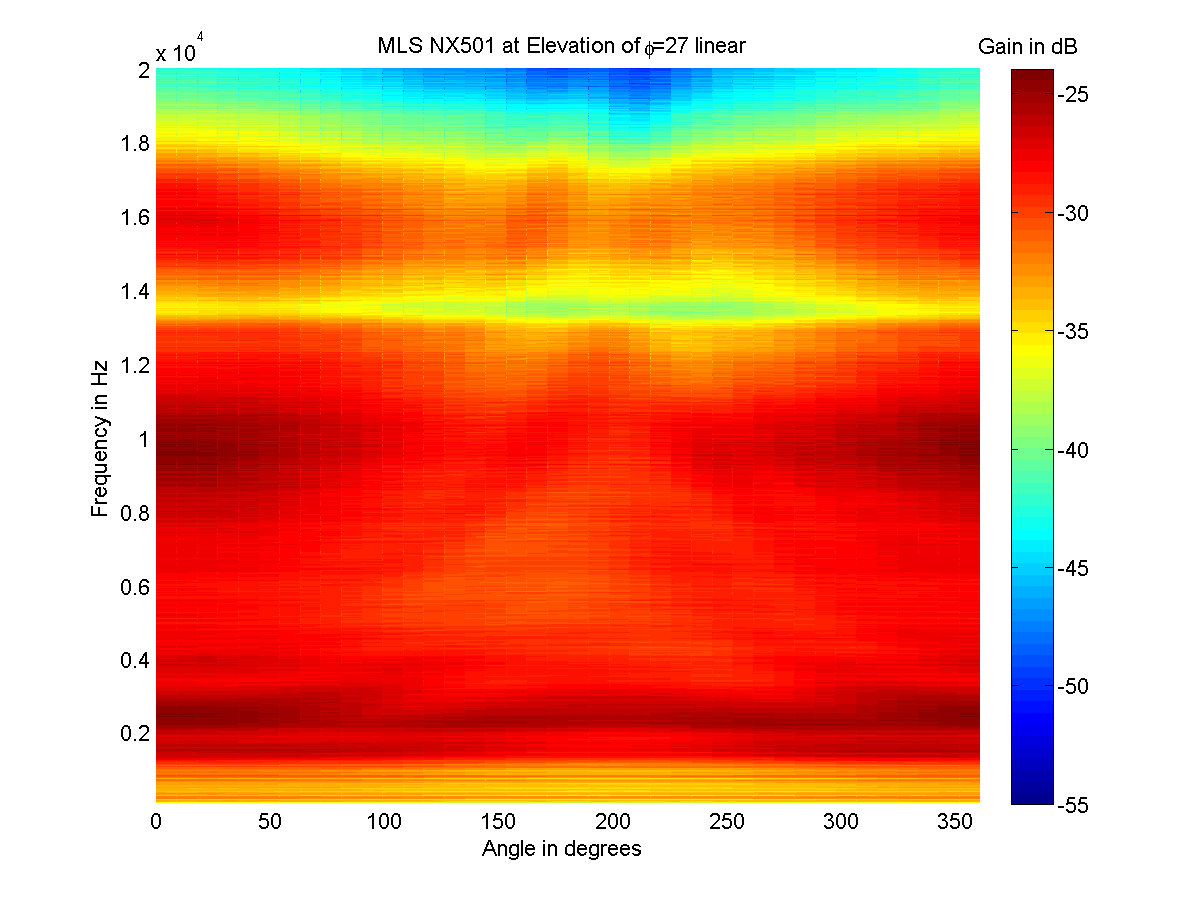 MLS NX501 at Elevation of ϕ=27 linear
Gain in dB
x 10^4
2
1.8
1.6
1.4
1.2
1
0.8
0.6
0.4
0.2
Frequency in Hz
0 50 100 150 200 250 300 350
Angle in degrees
-25
-30
-35
-40
-45
-50
-55